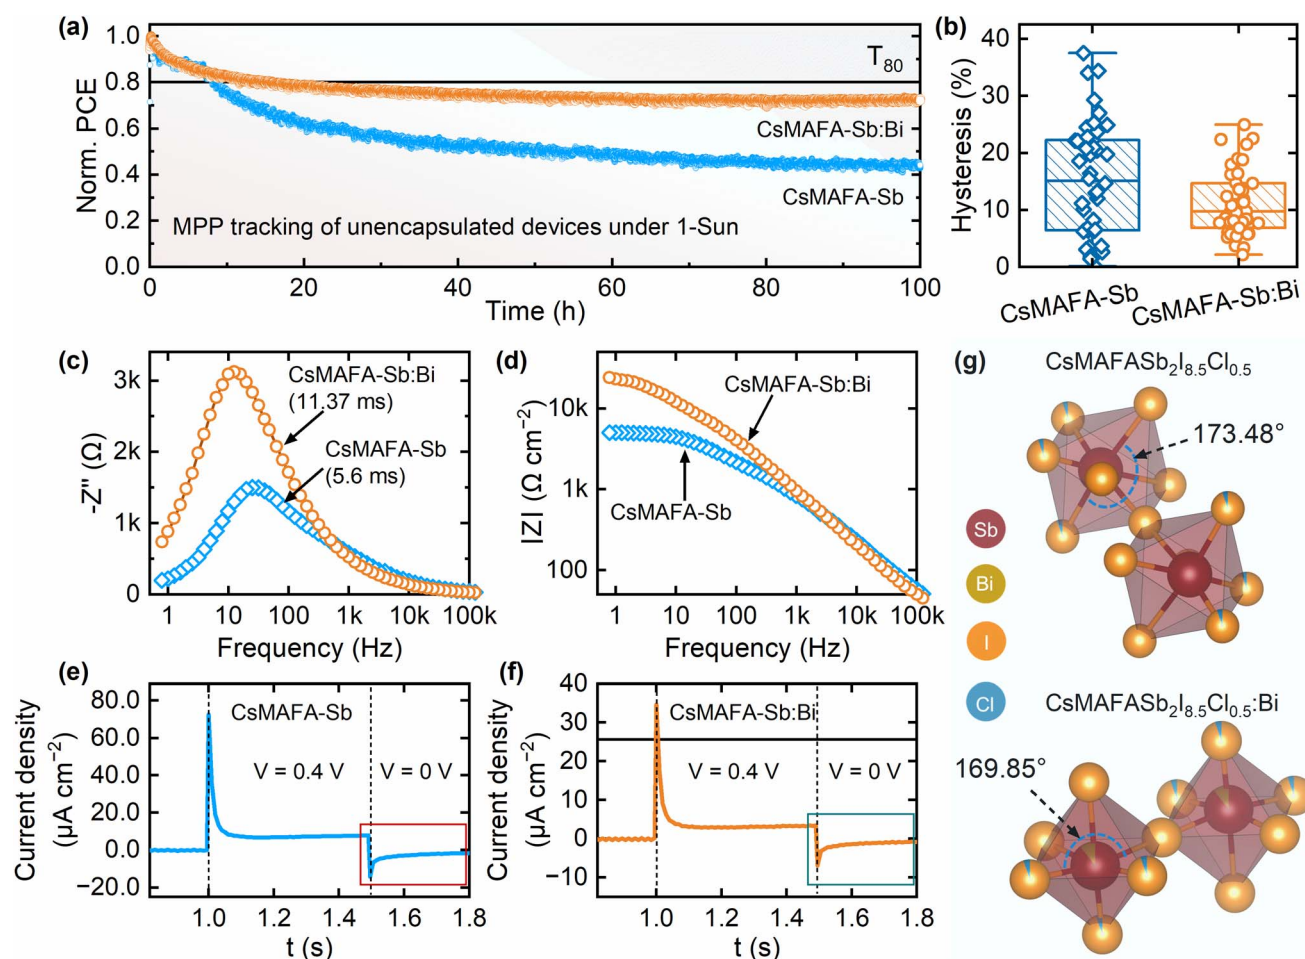 (a)
1.0
0.8
0.6
0.4
0.2
0.0
Norm. PCE
T80
CsMAFA-Sb:Bi
CsMAFA-Sb
MPP tracking of unencapsulated devices under 1-Sun
0 20 40 60 80 100
Time (h)
(b)
40
30
20
10
0
Hysteresis (%)
CsMAFA-Sb CsMAFA-Sb:Bi
(c)
3k
2k
1k
0
-Z'' (Ω)
CsMAFA-Sb:Bi
(11.37 ms)
CsMAFA-Sb
(5.6 ms)
1 10 100 1k 10k 100k
Frequency (Hz)
(d)
10k
1k
100
|Z| (Ω cm⁻²)
CsMAFA-Sb:Bi
CsMAFA-Sb
1 10 100 1k 10k 100k
Frequency (Hz)
(e)
80.0
60.0
40.0
20.0
0.0
−20.0
Current density
(µA cm⁻²)
CsMAFA-Sb
V = 0.4 V V = 0 V
1.0 1.2 1.4 1.6 1.8
t (s)
(f)
40
30
20
10
0
−10
Current density
(µA cm⁻²)
CsMAFA-Sb:Bi
V = 0.4 V V = 0 V
1.0 1.2 1.4 1.6 1.8
t (s)
(g)
CsMAFASb₂I₈.₅Cl₀.₅
173.48°
Sb
Bi
I
Cl
CsMAFASb₂I₈.₅Cl₀.₅:Bi
169.85°